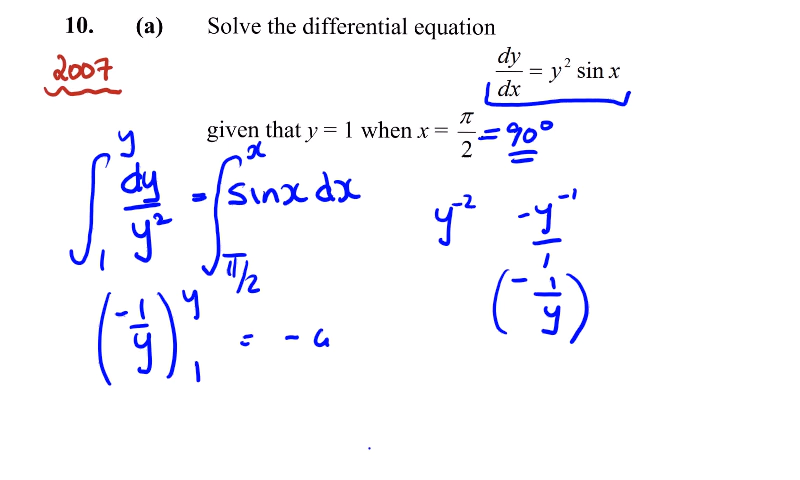 10. (a) Solve the differential equation
2007
dy/dx = y² sin x
given that y = 1 when x = π/2 = 90°
∫₁^y dy/y² = ∫_{π/2}^x sinx dx
y⁻² -y⁻¹/1
(-1/y)₁^y = -
(-1/y)